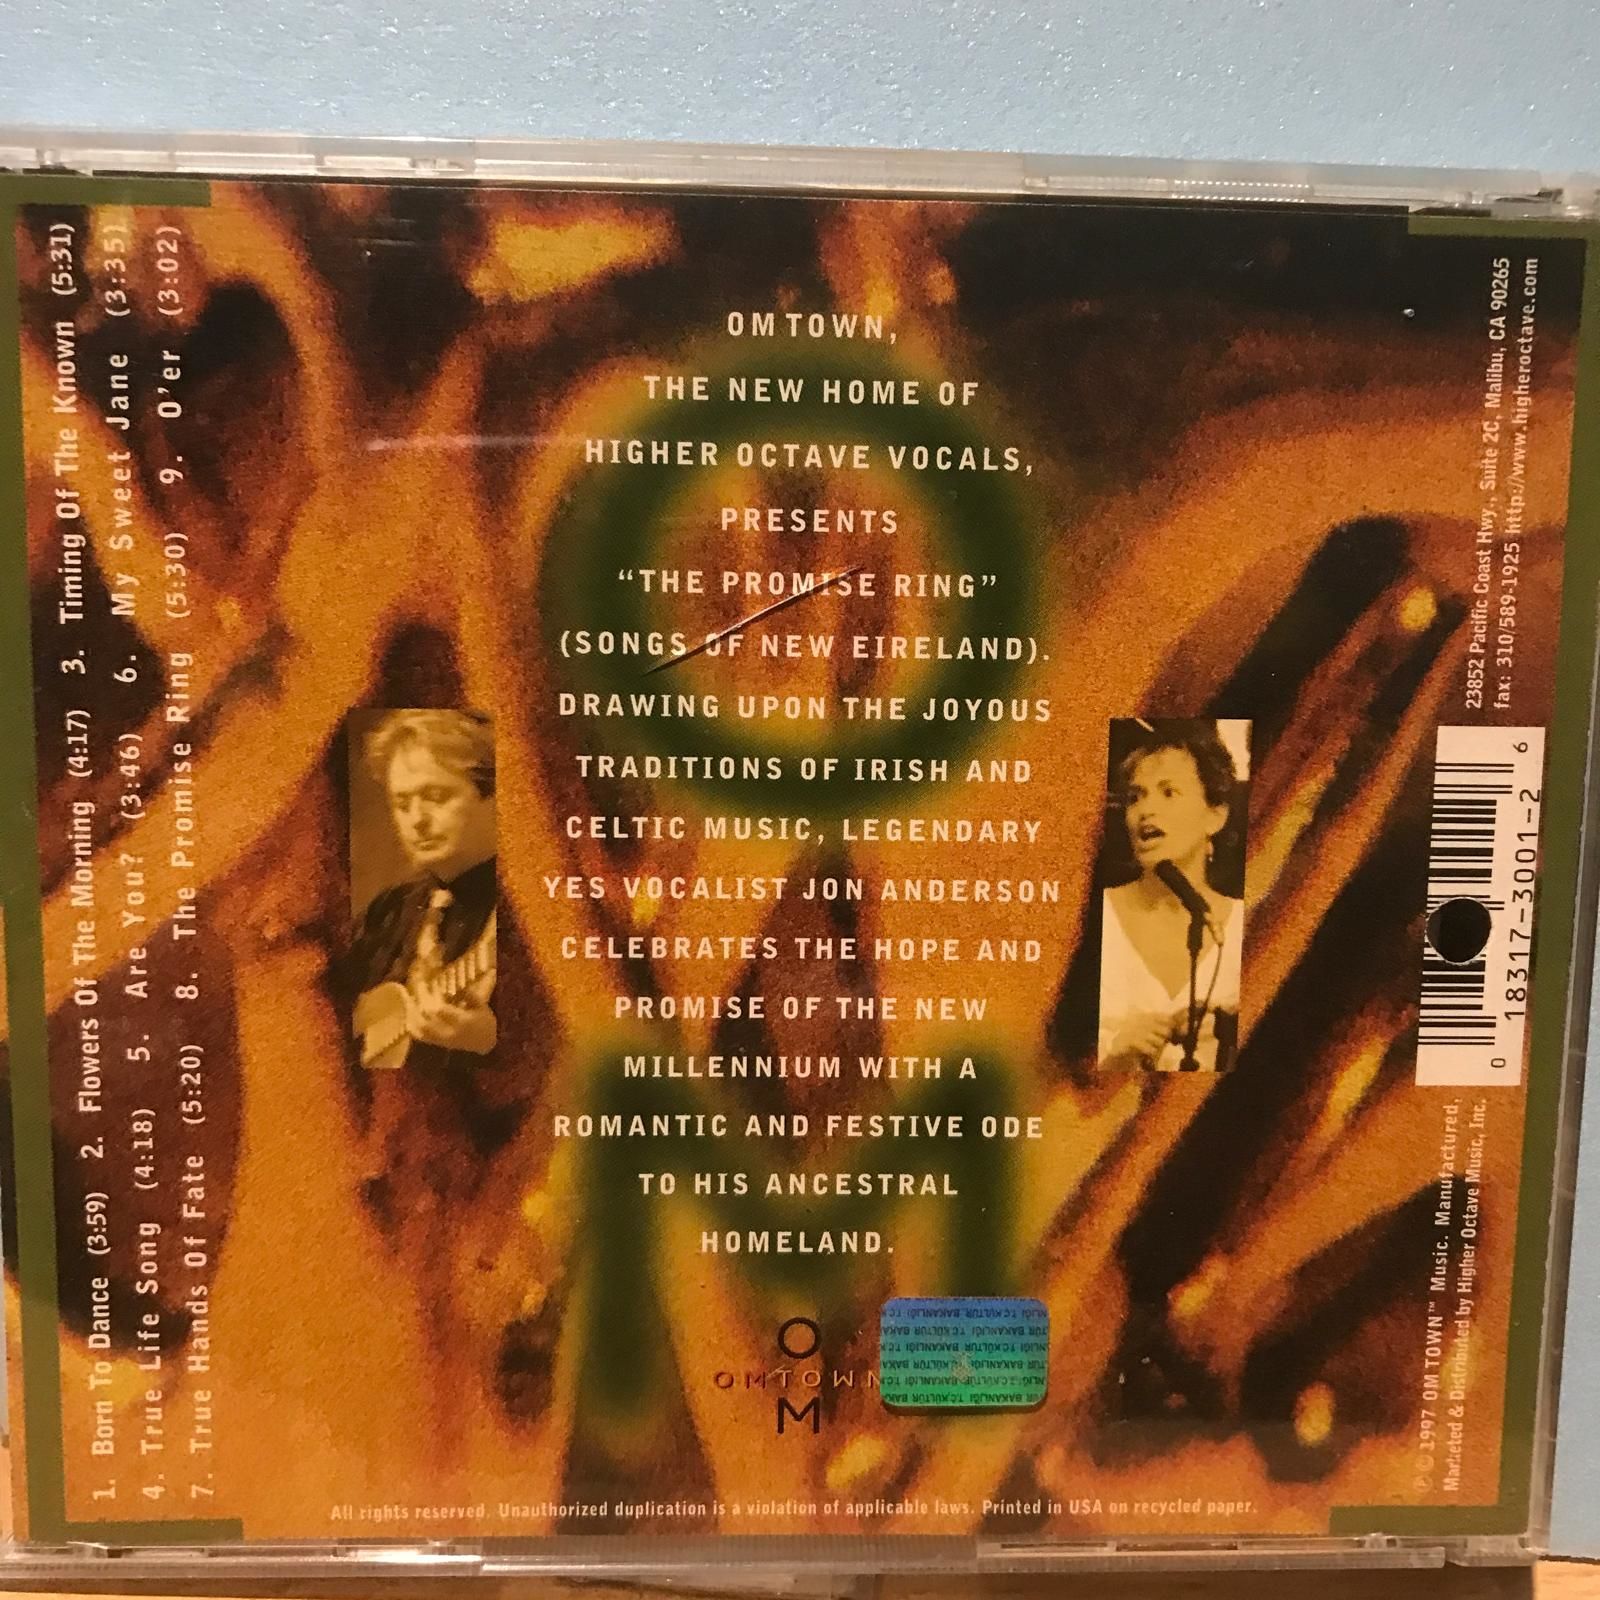 1. Born To Dance (3:59) 2. Flowers Of The Morning (4:17) 3. Timing Of The Known (5:31)
4. True Life Song (4:18) 5. Are You? (3:46) 6. My Sweet Jane (3:35)
7. True Hands Of Fate (5:20) 8. The Promise Ring (5:30) 9. O'er (3:02)
OM TOWN,
THE NEW HOME OF
HIGHER OCTAVE VOCALS,
PRESENTS
“THE PROMISE RING”
(SONGS OF NEW EIRELAND).
DRAWING UPON THE JOYOUS
TRADITIONS OF IRISH AND
CELTIC MUSIC, LEGENDARY
YES VOCALIST JON ANDERSON
CELEBRATES THE HOPE AND
PROMISE OF THE NEW
MILLENNIUM WITH A
ROMANTIC AND FESTIVE ODE
TO HIS ANCESTRAL
HOMELAND.
O
OMTOWN
M
All rights reserved. Unauthorized duplication is a violation of applicable laws. Printed in USA on recycled paper.
℗ © 1997 OM TOWN™ Music. Manufactured,
Marketed & Distributed by Higher Octave Music, Inc.
0 18317-3001-2 6
23852 Pacific Coast Hwy., Suite 2C, Malibu, CA 90265
fax: 310/589-1925 http://www.higheroctave.com
T.C.KÜLTÜR BAKANLIĞI